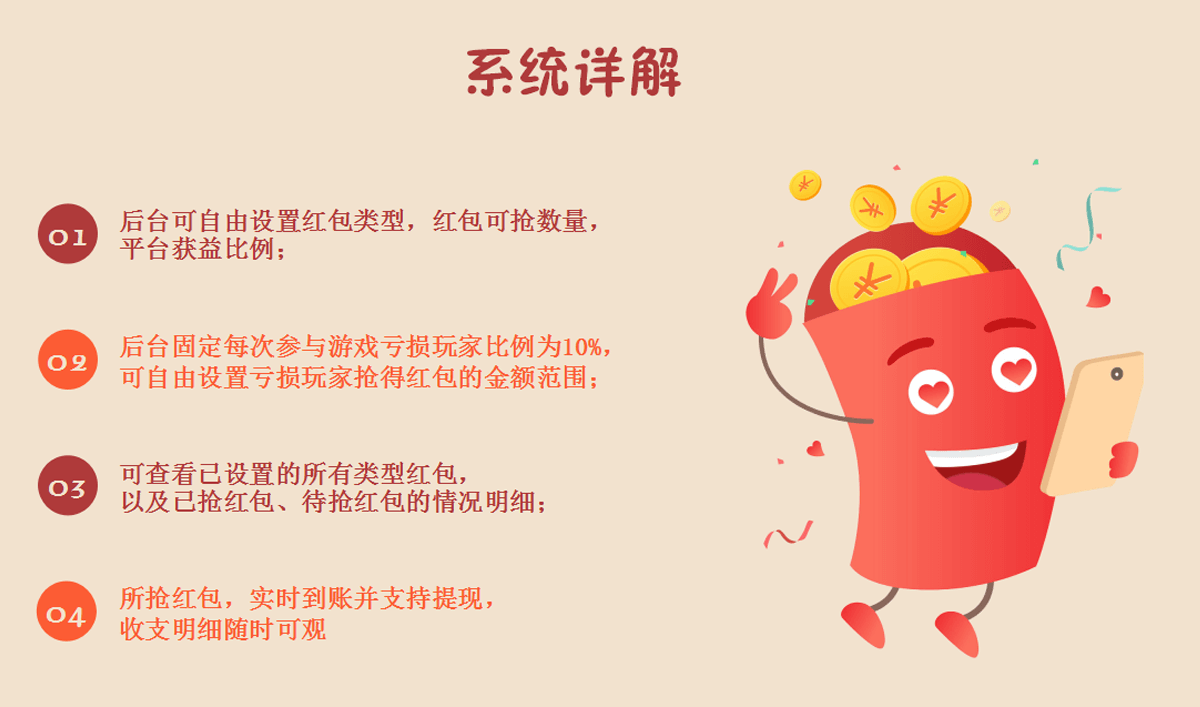 系统详解
01
后台可自由设置红包类型，红包可抢数量，
平台获益比例；
02
后台固定每次参与游戏亏损玩家比例为10%，
可自由设置亏损玩家抢得红包的金额范围；
03
可查看已设置的所有类型红包，
以及已抢红包、待抢红包的情况明细；
04
所抢红包，实时到账并支持提现，
收支明细随时可观